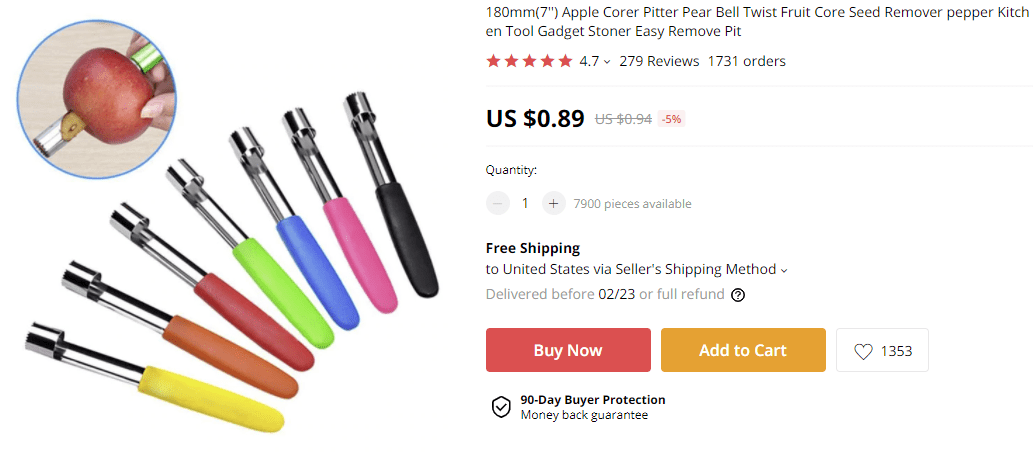 180mm(7'') Apple Corer Pitter Pear Bell Twist Fruit Core Seed Remover pepper Kitch
en Tool Gadget Stoner Easy Remove Pit
4.7 279 Reviews 1731 orders
US $0.89 US $0.94 -5%
Quantity:
1 7900 pieces available
Free Shipping
to United States via Seller's Shipping Method
Delivered before 02/23 or full refund
Buy Now Add to Cart 1353
90-Day Buyer Protection
Money back guarantee